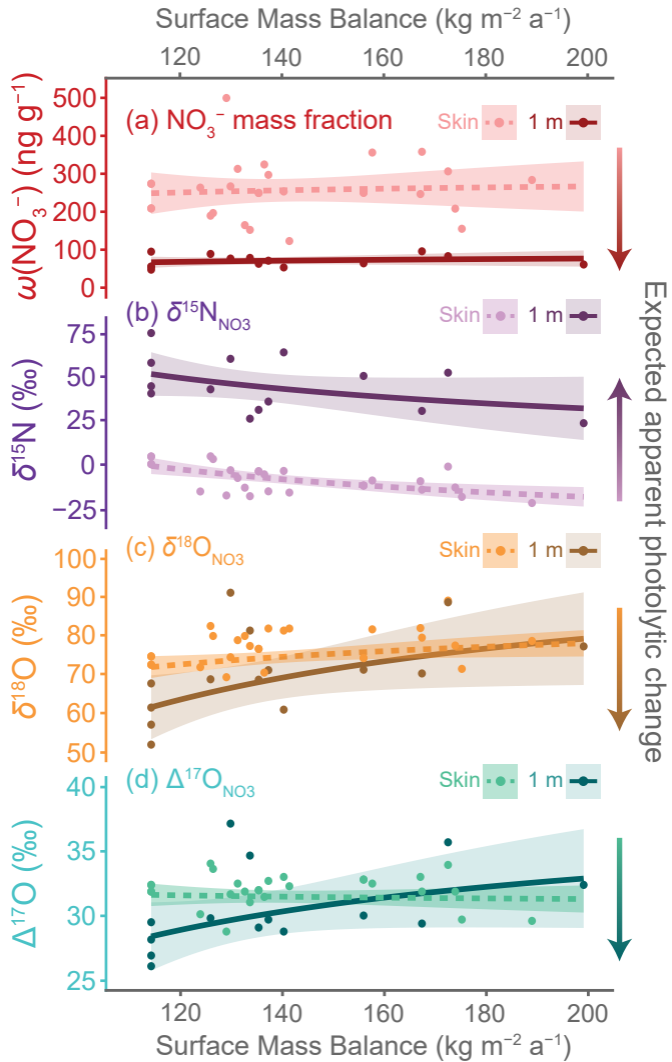 Surface Mass Balance (kg m⁻² a⁻¹)
120 140 160 180 200
(a) NO₃⁻ mass fraction
Skin 1 m
ω(NO₃⁻) (ng g⁻¹)
500
400
300
200
100
0
(b) δ¹⁵N_NO3
Skin 1 m
δ¹⁵N (‰)
75
50
25
0
−25
(c) δ¹⁸O_NO3
Skin 1 m
δ¹⁸O (‰)
100
90
80
70
60
50
(d) Δ¹⁷O_NO3
Skin 1 m
Δ¹⁷O (‰)
40
35
30
25
Expected apparent photolytic change
120 140 160 180 200
Surface Mass Balance (kg m⁻² a⁻¹)